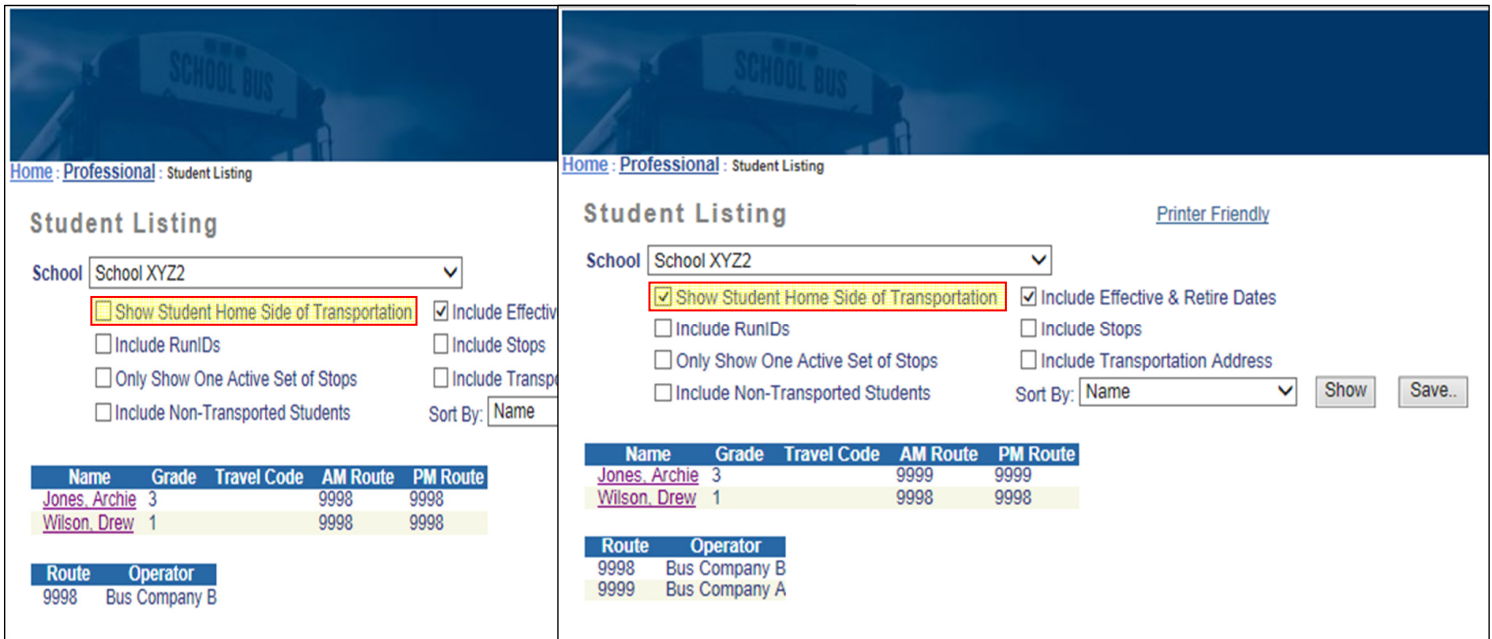 SCHOOL BUS
Home : Professional : Student Listing
Student Listing
School School XYZ2
Show Student Home Side of Transportation Include Effectiv
Include RunIDs Include Stops
Only Show One Active Set of Stops Include Transpo
Include Non-Transported Students Sort By: Name
Name Grade Travel Code AM Route PM Route
Jones, Archie 3 9998 9998
Wilson, Drew 1 9998 9998
Route Operator
9998 Bus Company B
SCHOOL BUS
Home : Professional : Student Listing
Student Listing Printer Friendly
School School XYZ2
Show Student Home Side of Transportation Include Effective & Retire Dates
Include RunIDs Include Stops
Only Show One Active Set of Stops Include Transportation Address
Include Non-Transported Students Sort By: Name Show Save..
Name Grade Travel Code AM Route PM Route
Jones, Archie 3 9999 9999
Wilson, Drew 1 9998 9998
Route Operator
9998 Bus Company B
9999 Bus Company A